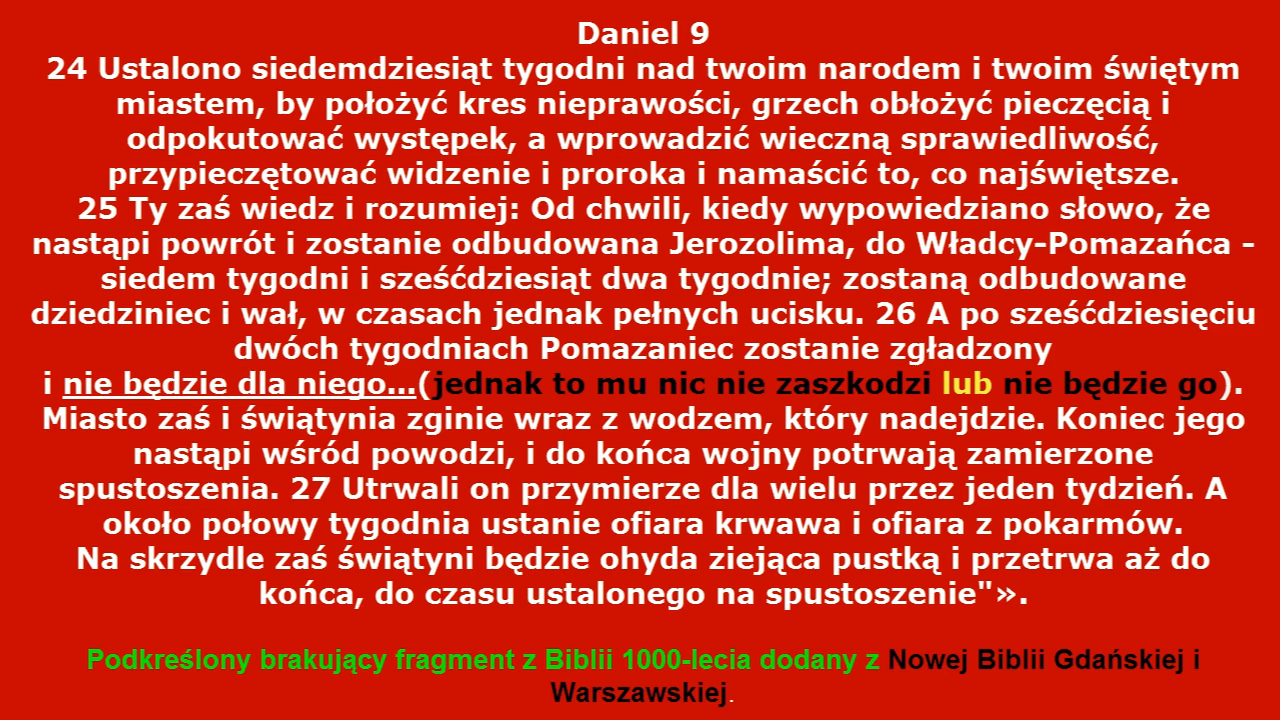 Daniel 9
24 Ustalono siedemdziesiąt tygodni nad twoim narodem i twoim świętym
miastem, by położyć kres nieprawości, grzech obłożyć pieczęcią i
odpokutować występek, a wprowadzić wieczną sprawiedliwość,
przypieczętować widzenie i proroka i namaścić to, co najświętsze.
25 Ty zaś wiedz i rozumiej: Od chwili, kiedy wypowiedziano słowo, że
nastąpi powrót i zostanie odbudowana Jerozolima, do Władcy-Pomazańca -
siedem tygodni i sześćdziesiąt dwa tygodnie; zostaną odbudowane
dziedziniec i wał, w czasach jednak pełnych ucisku. 26 A po sześćdziesięciu
dwóch tygodniach Pomazaniec zostanie zgładzony
i nie będzie dla niego...(jednak to mu nic nie zaszkodzi lub nie będzie go).
Miasto zaś i świątynia zginie wraz z wodzem, który nadejdzie. Koniec jego
nastąpi wśród powodzi, i do końca wojny potrwają zamierzone
spustoszenia. 27 Utrwali on przymierze dla wielu przez jeden tydzień. A
około połowy tygodnia ustanie ofiara krwawa i ofiara z pokarmów.
Na skrzydle zaś świątyni będzie ohyda ziejąca pustką i przetrwa aż do
końca, do czasu ustalonego na spustoszenie"».
Podkreślony brakujący fragment z Biblii 1000-lecia dodany z Nowej Biblii Gdańskiej i
Warszawskiej.